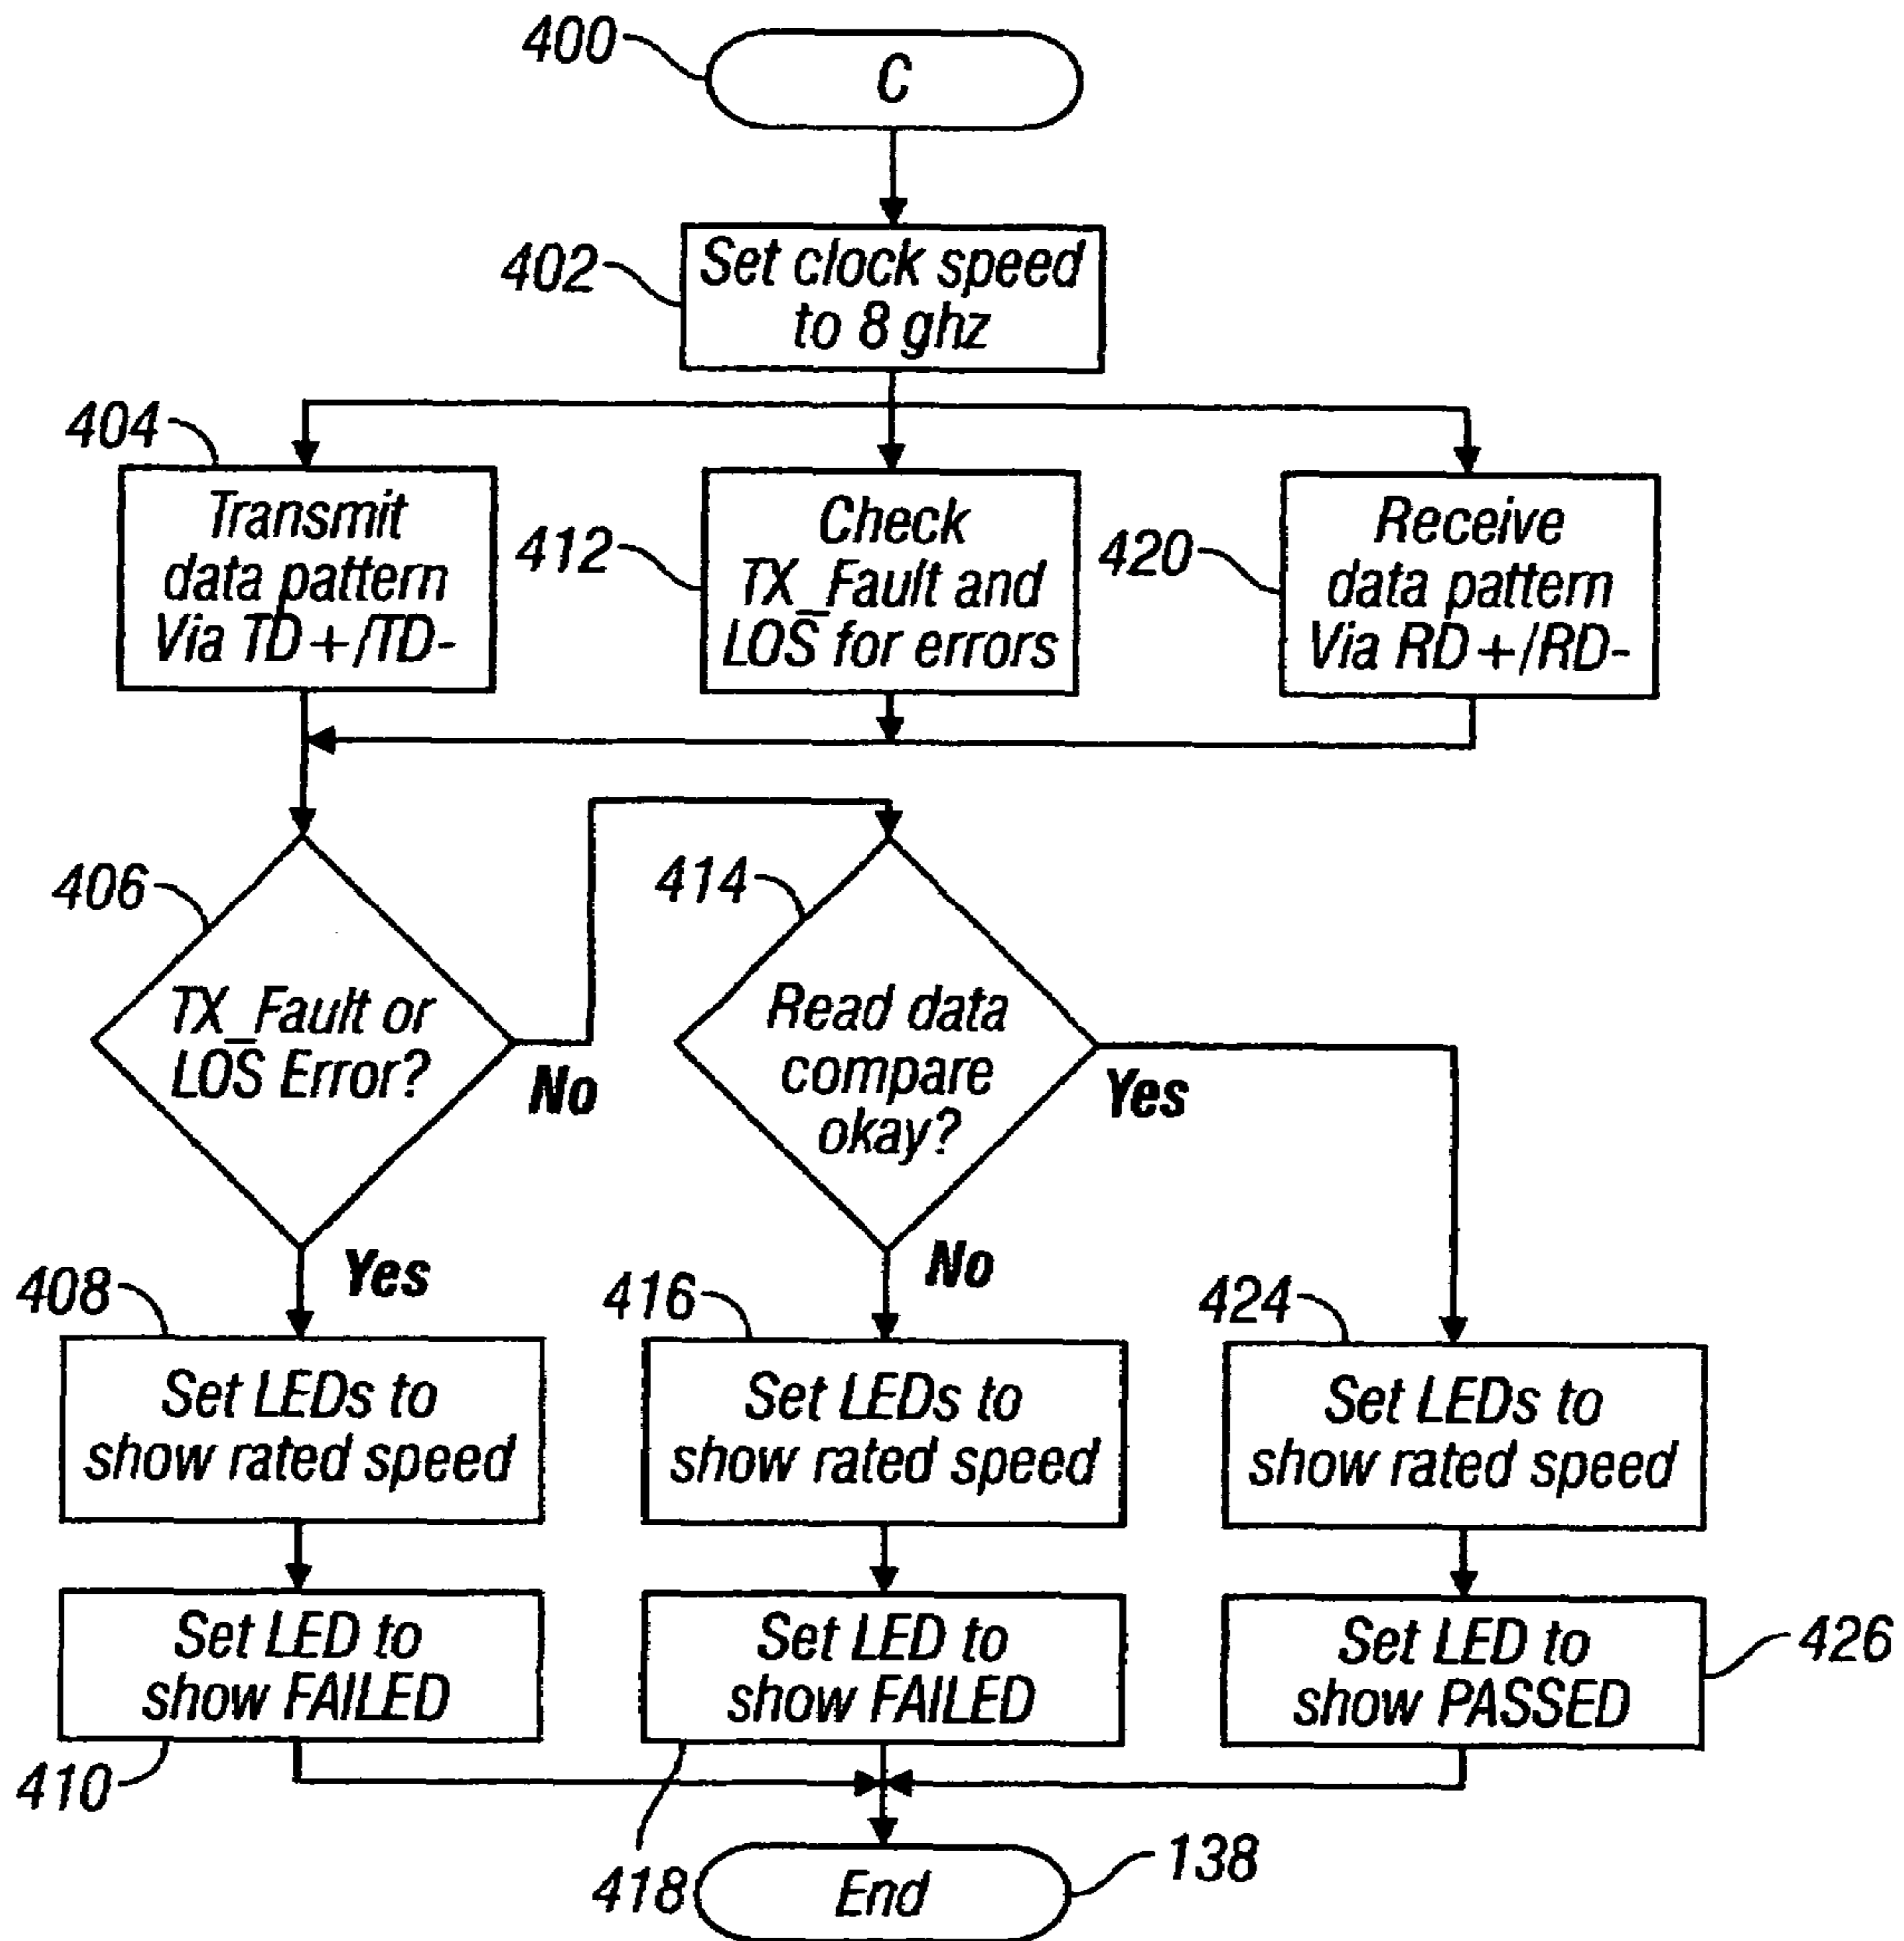 400
C
402
Set clock speed
to 8 ghz
404
Transmit
data pattern
Via TD+/TD-
412
Check
TX_Fault and
LOS for errors
420
Receive
data pattern
Via RD+/RD-
406
TX_Fault or
LOS Error?
No
414
Read data
compare
okay?
Yes
Yes
No
408
Set LEDs to
show rated speed
416
Set LEDs to
show rated speed
424
Set LEDs to
show rated speed
Set LED to
show FAILED
410
Set LED to
show FAILED
418
Set LED to
show PASSED
426
End
138